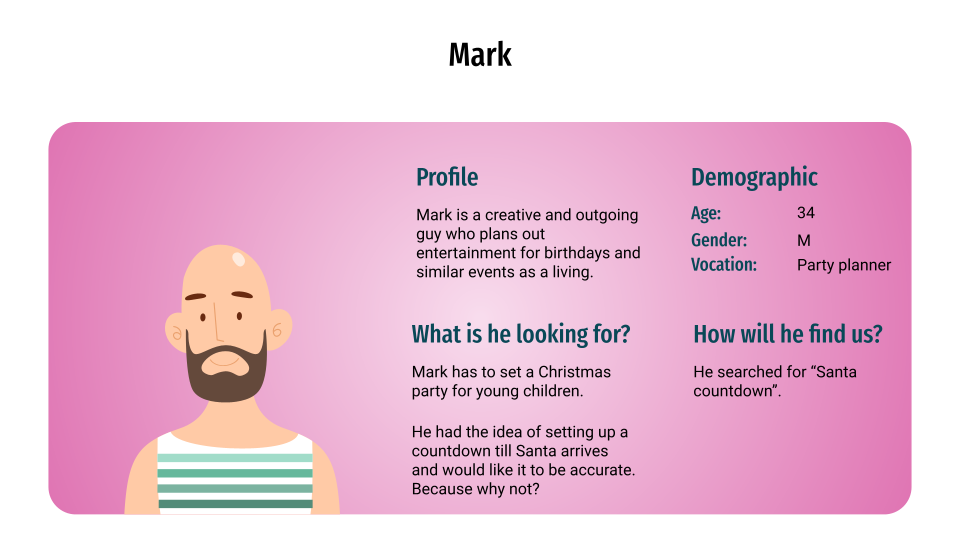 Mark
Profile
Mark is a creative and outgoing
guy who plans out
entertainment for birthdays and
similar events as a living.
Demographic
Age: 34
Gender: M
Vocation: Party planner
What is he looking for?
Mark has to set a Christmas
party for young children.
He had the idea of setting up a
countdown till Santa arrives
and would like it to be accurate.
Because why not?
How will he find us?
He searched for “Santa
countdown”.